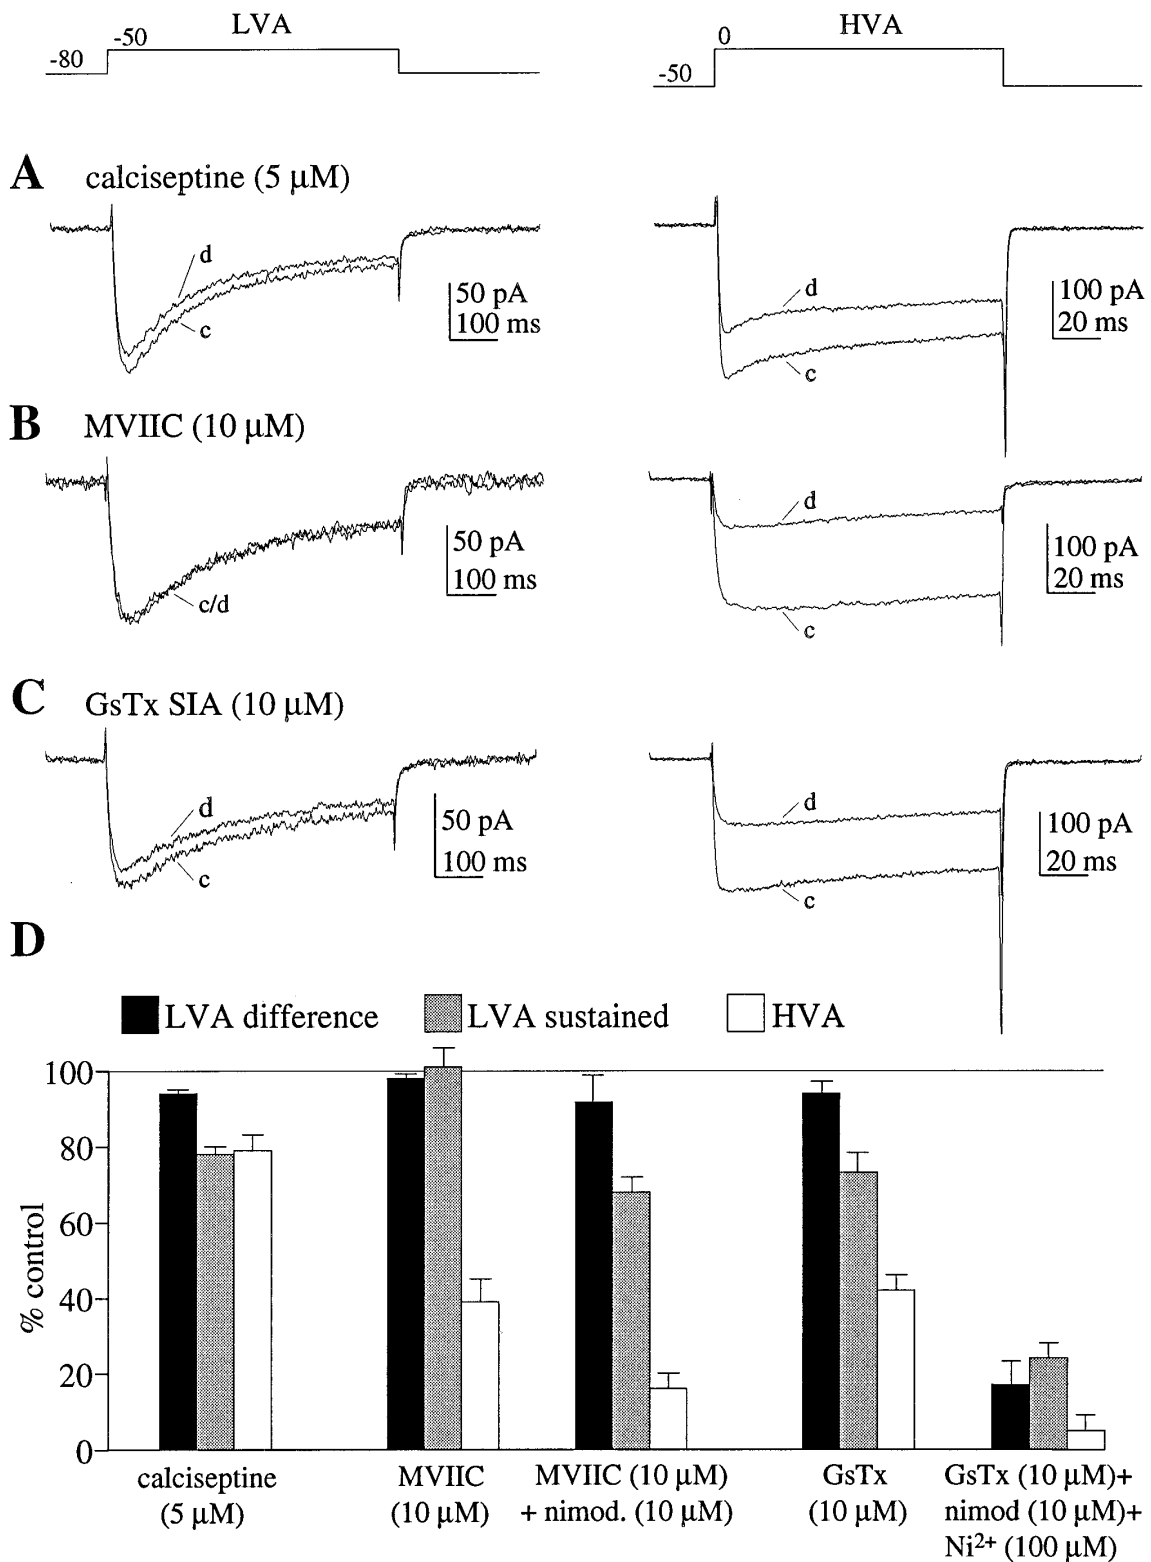 LVA
HVA
-50
-80
0
-50
A
calciseptine (5 µM)
d
c
50 pA
100 ms
d
c
100 pA
20 ms
B
MVIIC (10 µM)
c/d
50 pA
100 ms
d
c
100 pA
20 ms
C
GsTx SIA (10 µM)
d
c
50 pA
100 ms
d
c
100 pA
20 ms
D
LVA difference
LVA sustained
HVA
% control
100
80
60
40
20
0
calciseptine
(5 µM)
MVIIC
(10 µM)
MVIIC (10 µM)
+ nimod. (10 µM)
GsTx
(10 µM)
GsTx (10 µM)+
nimod (10 µM)+
Ni²⁺ (100 µM)